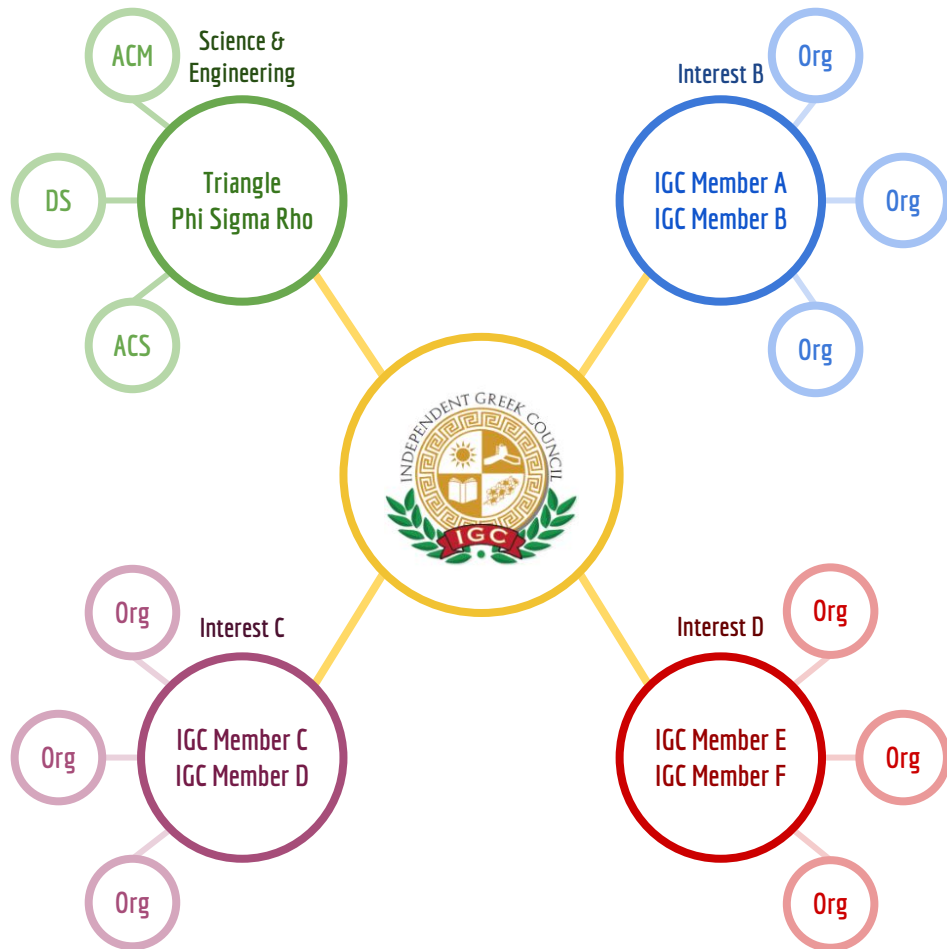 ACM
Science &
Engineering
DS
Triangle
Phi Sigma Rho
ACS
Interest B
Org
IGC Member A
IGC Member B
Org
Org
INDEPENDENT GREEK COUNCIL
IGC
Org
Interest C
Org
IGC Member C
IGC Member D
Org
Interest D
Org
IGC Member E
IGC Member F
Org
Org